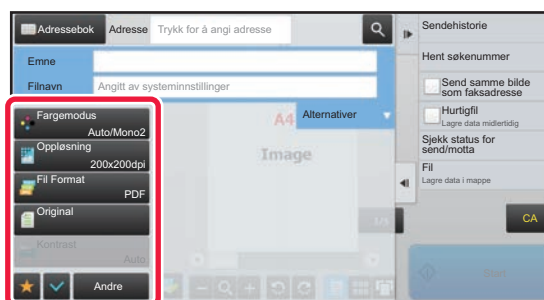 Adressebok
Adresse
Trykk for å angi adresse
Emne
Filnavn
Angitt av systeminnstillinger
Fargemodus
Auto/Mono2
Oppløsning
200x200dpi
Fil Format
PDF
Original
Kontrast
Auto
Andre
A4
Alternativer
Image
1/5
Sendehistorie
Hent søkenummer
Send samme bilde
som faksadresse
Hurtigfil
Lagre data midlertidig
Sjekk status for
send/motta
Fil
Lagre data i mappe
CA
Start